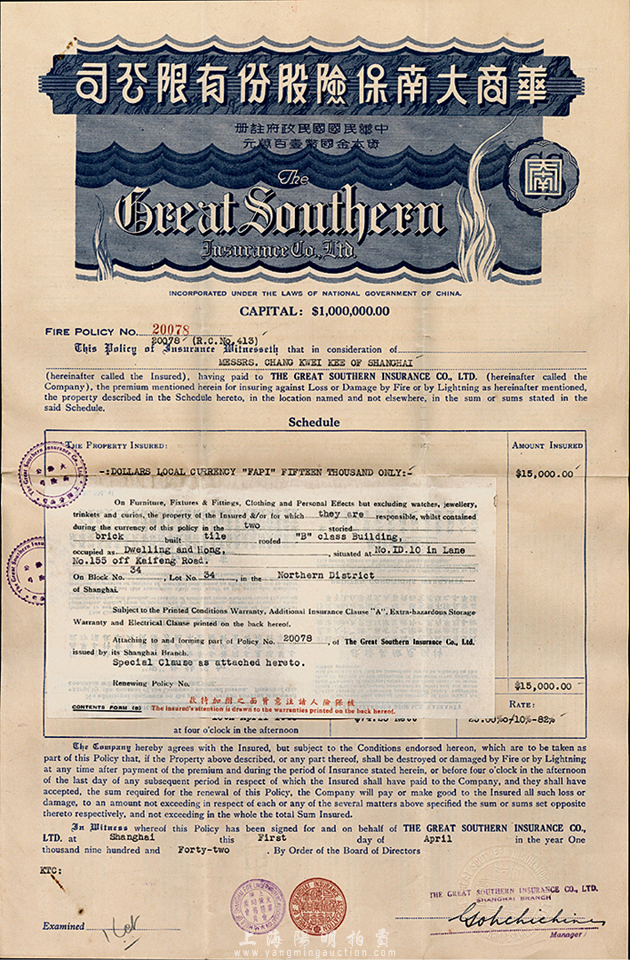 司公限有份股險保南大商華
冊註府政民國國民華中
元萬百壹幣國金本資
南
The
Great Southern
Insurance Co., Ltd.
INCORPORATED UNDER THE LAWS OF NATIONAL GOVERNMENT OF CHINA.
CAPITAL: $1,000,000.00
FIRE POLICY No. 20078
20078 (R.C.No. 413)
This Policy of Insurance Witnesseth that in consideration of
MESSRS. CHANG KWEI KEE OF SHANGHAI
(hereinafter called the Insured), having paid to THE GREAT SOUTHERN INSURANCE CO., LTD. (hereinafter called the
Company), the premium mentioned herein for insuring against Loss or Damage by Fire or by Lightning as hereinafter mentioned,
the property described in the Schedule hereto, in the location named and not elsewhere, in the sum or sums stated in the
said Schedule.
Schedule
THE PROPERTY INSURED: AMOUNT INSURED
-:DOLLARS LOCAL CURRENCY "FAPI" FIFTEEN THOUSAND ONLY:- $15,000.00
On Furniture, Fixtures & Fittings, Clothing and Personal Effects but excluding watches, jewellery,
trinkets and curios, the property of the Insured &/or for which they are responsible, whilst contained
during the currency of this policy in the two storied
brick built tile roofed "B" class Building,
occupied as Dwelling and Hong, situated at No.ID.10 in Lane
No.155 off Kaifeng Road.
On Block No. 34, Lot No. 34, in the Northern District
of Shanghai.
Subject to the Printed Conditions Warranty, Additional Insurance Clause "A", Extra-hazardous Storage
Warranty and Electrical Clause printed on the back hereof.
Attaching to and forming part of Policy No. 20078, of The Great Southern Insurance Co., Ltd.
issued by its Shanghai Branch.
Special Clause as attached hereto.
Renewing Policy No.
$15,000.00
被保險人請注意背面之附加特款
CONTENTS FORM (B) The insured's attention is drawn to the warranties printed on the back hereof.
RATE:
at four o'clock in the afternoon
The Company hereby agrees with the Insured, but subject to the Conditions endorsed hereon, which are to be taken as
part of this Policy that, if the Property above described, or any part thereof, shall be destroyed or damaged by Fire or by Lightning
at any time after payment of the premium and during the period of Insurance stated herein, or before four o'clock in the afternoon
of the last day of any subsequent period in respect of which the Insured shall have paid to the Company, and they shall have
accepted, the sum required for the renewal of this Policy, the Company will pay or make good to the Insured all such loss or
damage, to an amount not exceeding in respect of each or any of the several matters above specified the sum or sums set opposite
thereto respectively, and not exceeding in the whole the total Sum Insured.
In Witness whereof this Policy has been signed for and on behalf of THE GREAT SOUTHERN INSURANCE CO.,
LTD. at Shanghai this First day of April in the year One
thousand nine hundred and Forty-two. By Order of the Board of Directors
KTC:
THE GREAT SOUTHERN INSURANCE CO., LTD.
SHANGHAI BRANCH
Examined
Manager
上海陽明拍賣
www.yangmingauction.com